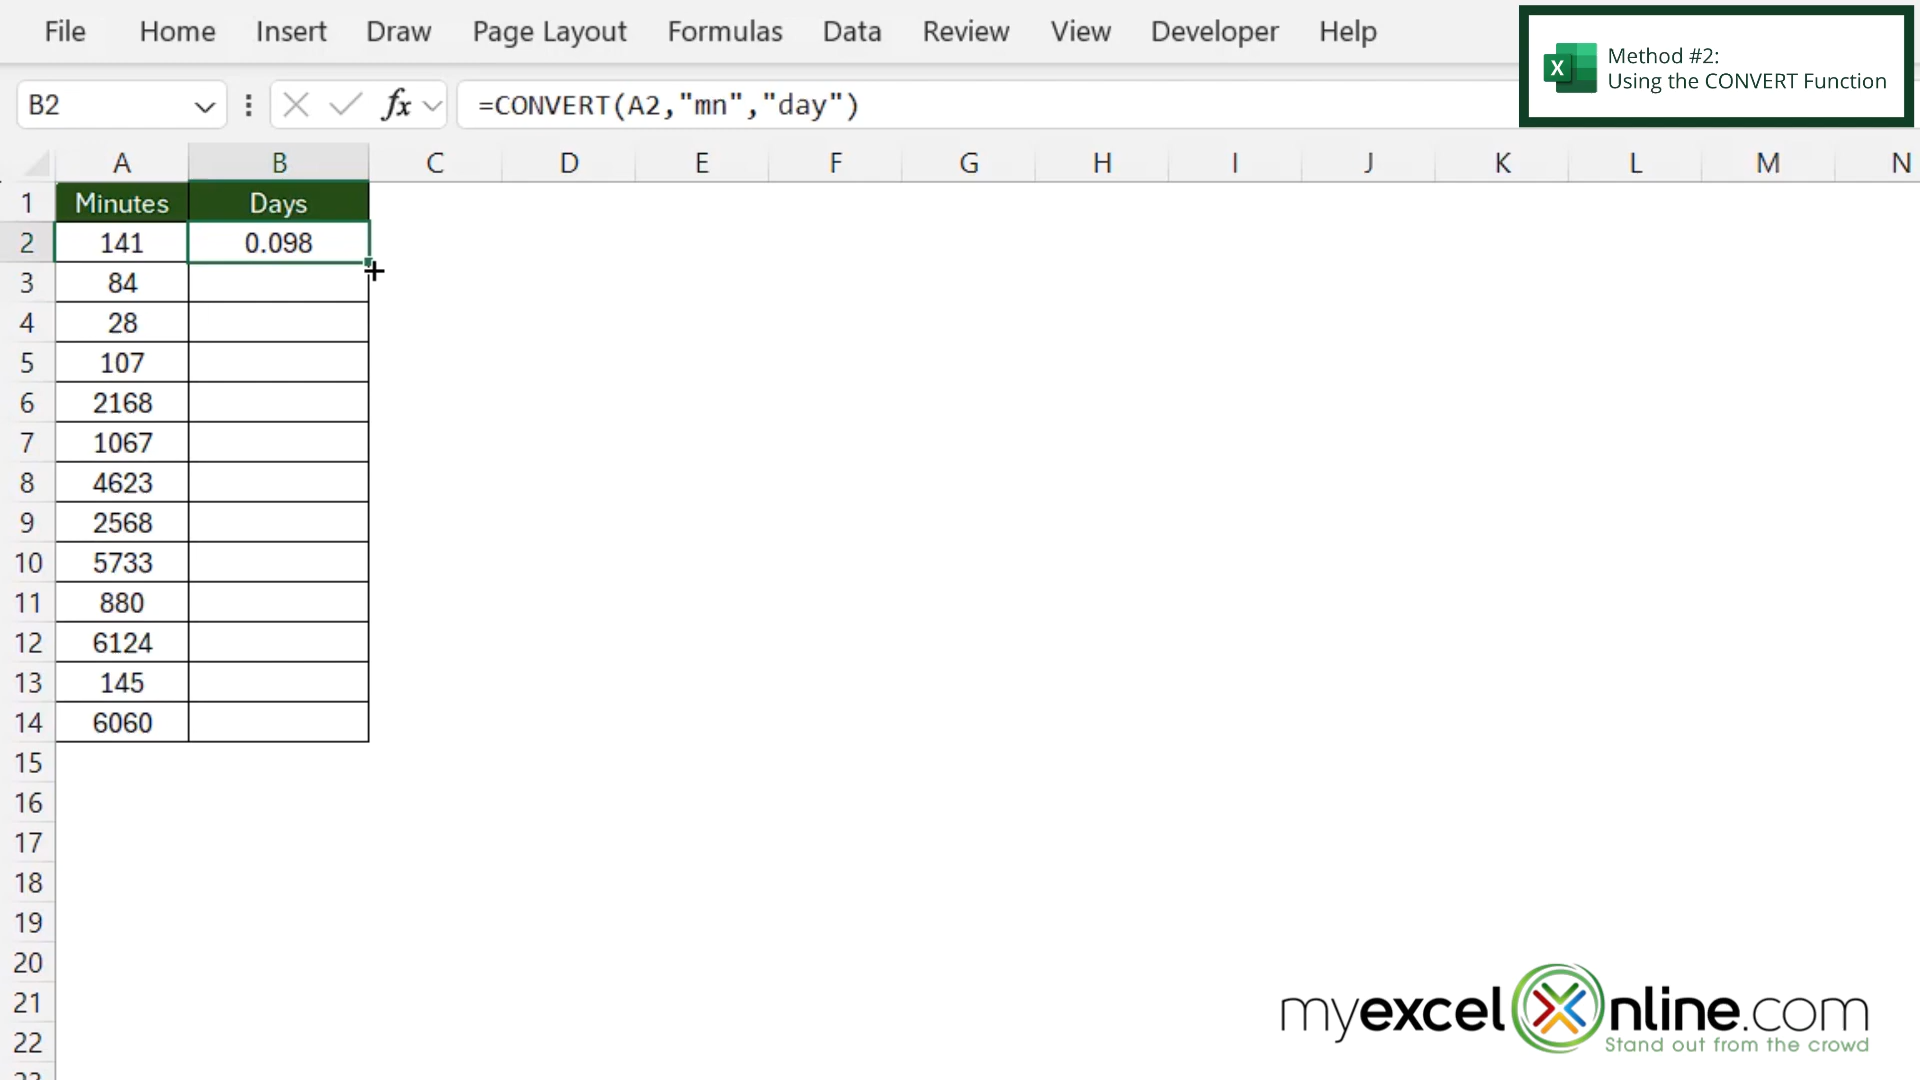 File Home Insert Draw Page Layout Formulas Data Review View Developer Help
X Method #2:
Using the CONVERT Function
B2 fx =CONVERT(A2,"mn","day")
A B C D E F G H I J K L M N
1 Minutes Days
2 141 0.098
3 84
4 28
5 107
6 2168
7 1067
8 4623
9 2568
10 5733
11 880
12 6124
13 145
14 6060
15
16
17
18
19
20
21
22
myexcelonline.com
Stand out from the crowd